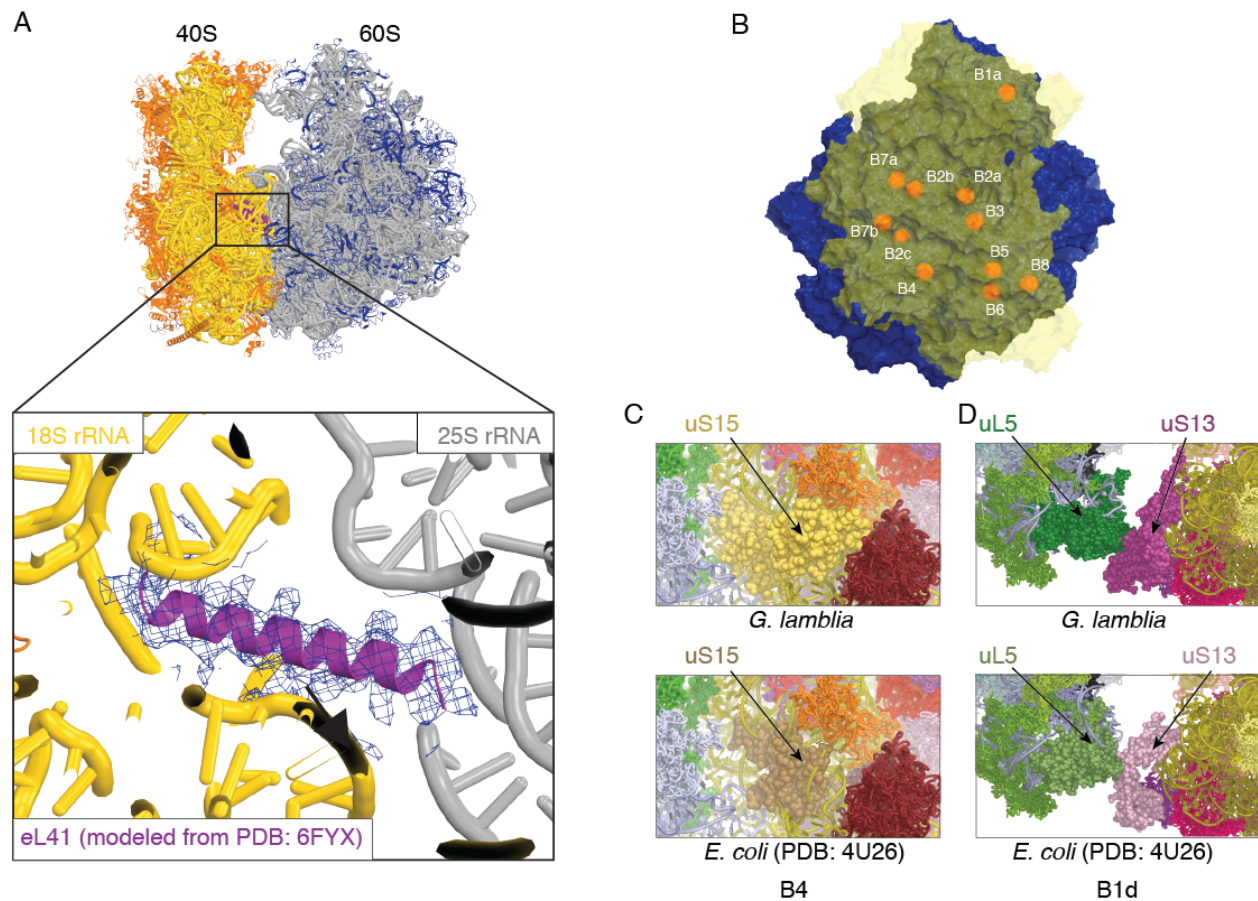 A
40S
60S
18S rRNA
25S rRNA
eL41 (modeled from PDB: 6FYX)
B
B1a
B7a
B2b
B2a
B3
B7b
B2c
B5
B8
B4
B6
C
uS15
G. lamblia
uS15
E. coli (PDB: 4U26)
B4
D
uL5
uS13
G. lamblia
uL5
uS13
E. coli (PDB: 4U26)
B1d